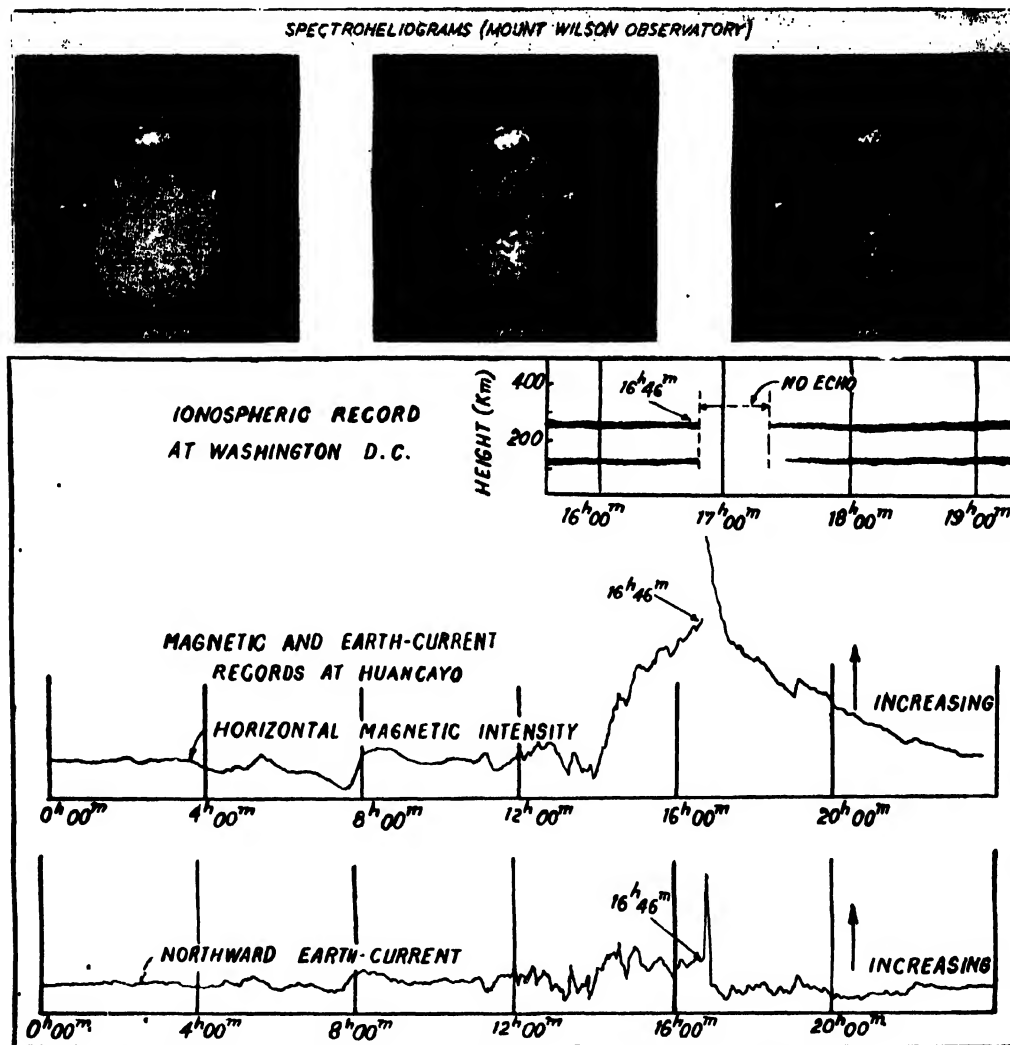 SPECTROHELIOGRAMS (MOUNT WILSON OBSERVATORY)
IONOSPHERIC RECORD
AT WASHINGTON D.C.
HEIGHT (Km)
400
200
16ʰ46ᵐ
NO ECHO
16ʰ00ᵐ 17ʰ00ᵐ 18ʰ00ᵐ 19ʰ00ᵐ
16ʰ46ᵐ
MAGNETIC AND EARTH-CURRENT
RECORDS AT HUANCAYO
HORIZONTAL MAGNETIC INTENSITY
INCREASING
0ʰ00ᵐ 4ʰ00ᵐ 8ʰ00ᵐ 12ʰ00ᵐ 16ʰ00ᵐ 20ʰ00ᵐ
16ʰ46ᵐ
NORTHWARD EARTH-CURRENT
INCREASING
0ʰ00ᵐ 4ʰ00ᵐ 8ʰ00ᵐ 12ʰ00ᵐ 16ʰ00ᵐ 20ʰ00ᵐ